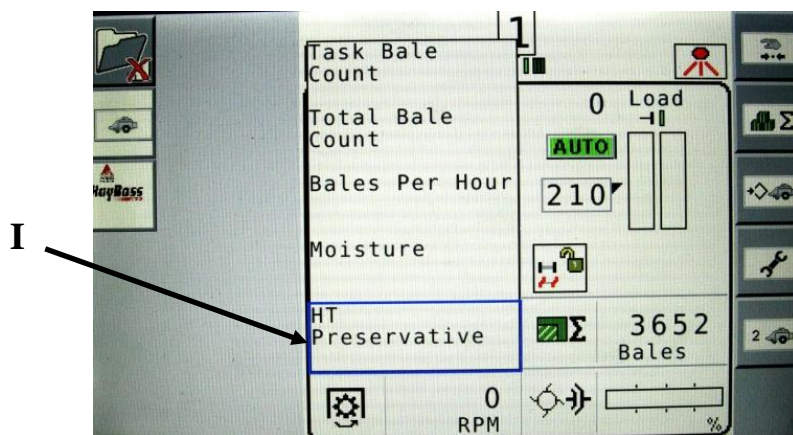 I
1
Task Bale
Count
Total Bale
Count
Bales Per Hour
Moisture
HT
Preservative
0 Load
AUTO
210
Σ 3652
Bales
0
RPM
%
Σ
2
HayBoss